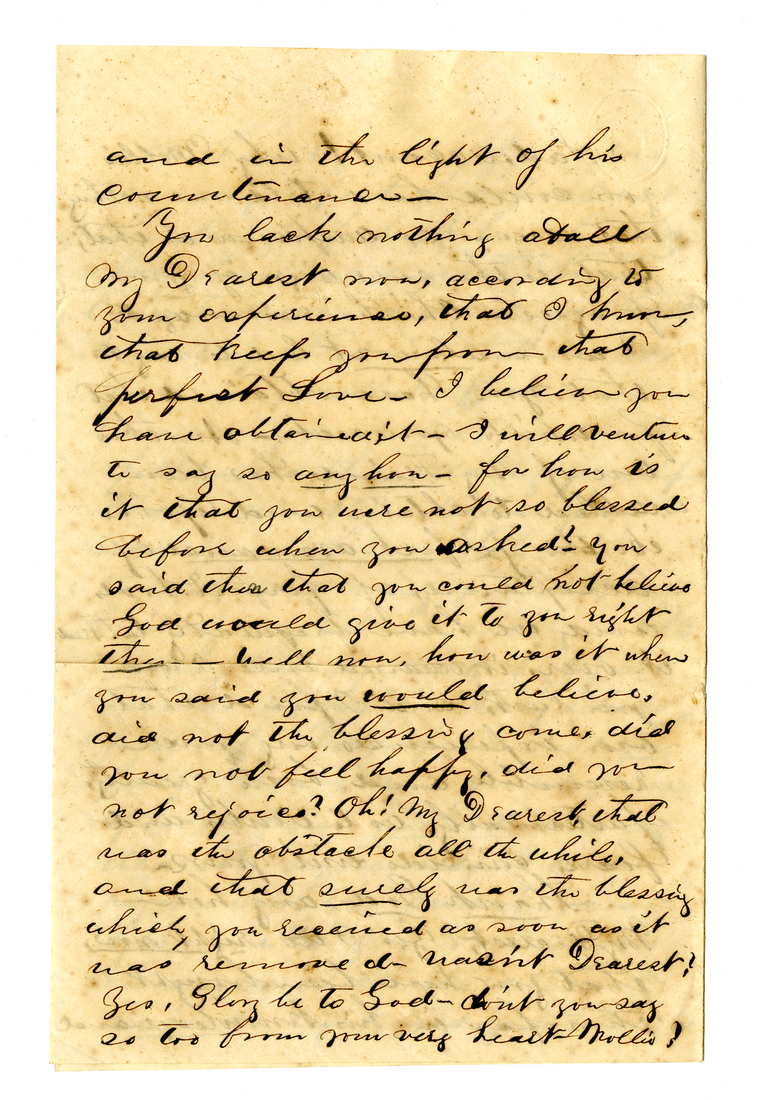 and in the light of his
countenance—
You lack nothing atall
My Dearest now, according to
your experience, that I know,
that keeps you from that
perfect Love— I believe you
have obtained it— I will venture
to say so anyhow— for how is
it that you were not so blessed
before when you asked? you
said then that you could not believe
God would give it to you right
then— well now, how was it when
you said you would believe,
did not the blessing come, did
you not feel happy, did you
not rejoice? Oh! My Dearest, that
was the obstacle all the while,
and that surely was the blessing
which, you received as soon as it
was removed— wasn't Dearest?
Yes, Glory be to God— don't you say
so too from your very heart— Mollie?